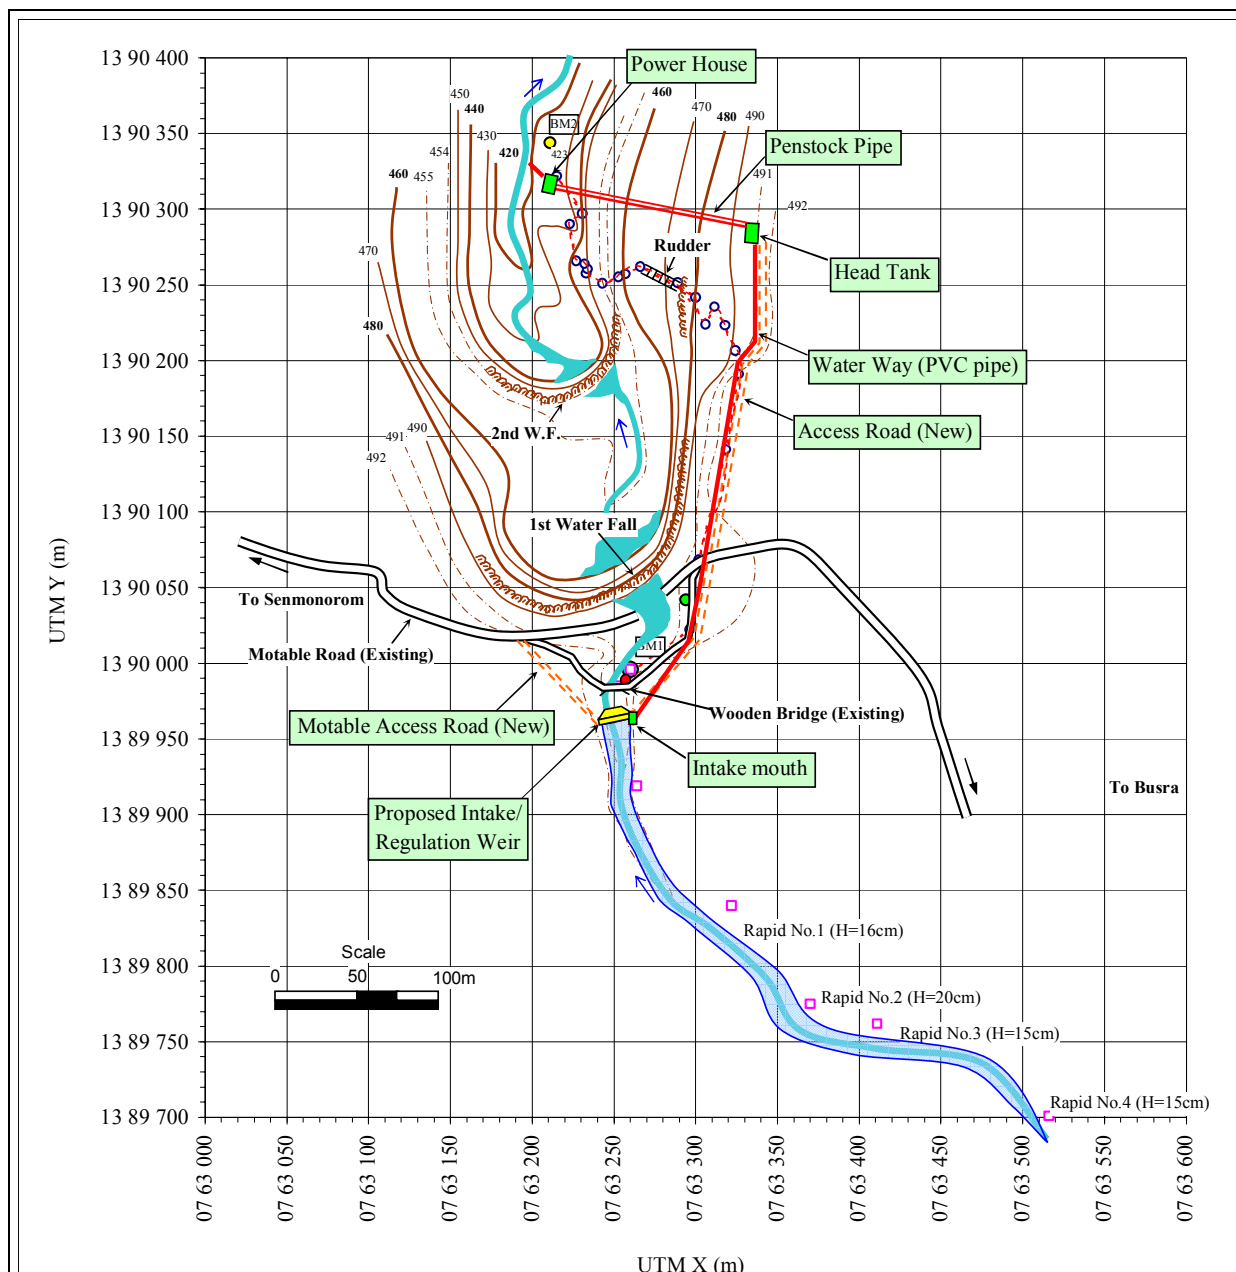 13 90 400
13 90 350
13 90 300
13 90 250
13 90 200
13 90 150
13 90 100
13 90 050
13 90 000
13 89 950
13 89 900
13 89 850
13 89 800
13 89 750
13 89 700
UTM Y (m)
Power House
450
440
430
420
454
455
460
470
480
BM2
423
460
470
480
490
Penstock Pipe
491
492
Rudder
Head Tank
Water Way (PVC pipe)
Access Road (New)
2nd W.F.
490
491
492
1st Water Fall
To Senmonorom
Motable Road (Existing)
BM1
Wooden Bridge (Existing)
Motable Access Road (New)
Intake mouth
To Busra
Proposed Intake/
Regulation Weir
Rapid No.1 (H=16cm)
Rapid No.2 (H=20cm)
Rapid No.3 (H=15cm)
Rapid No.4 (H=15cm)
Scale
0 50 100m
07 63 000
07 63 050
07 63 100
07 63 150
07 63 200
07 63 250
07 63 300
07 63 350
07 63 400
07 63 450
07 63 500
07 63 550
07 63 600
UTM X (m)